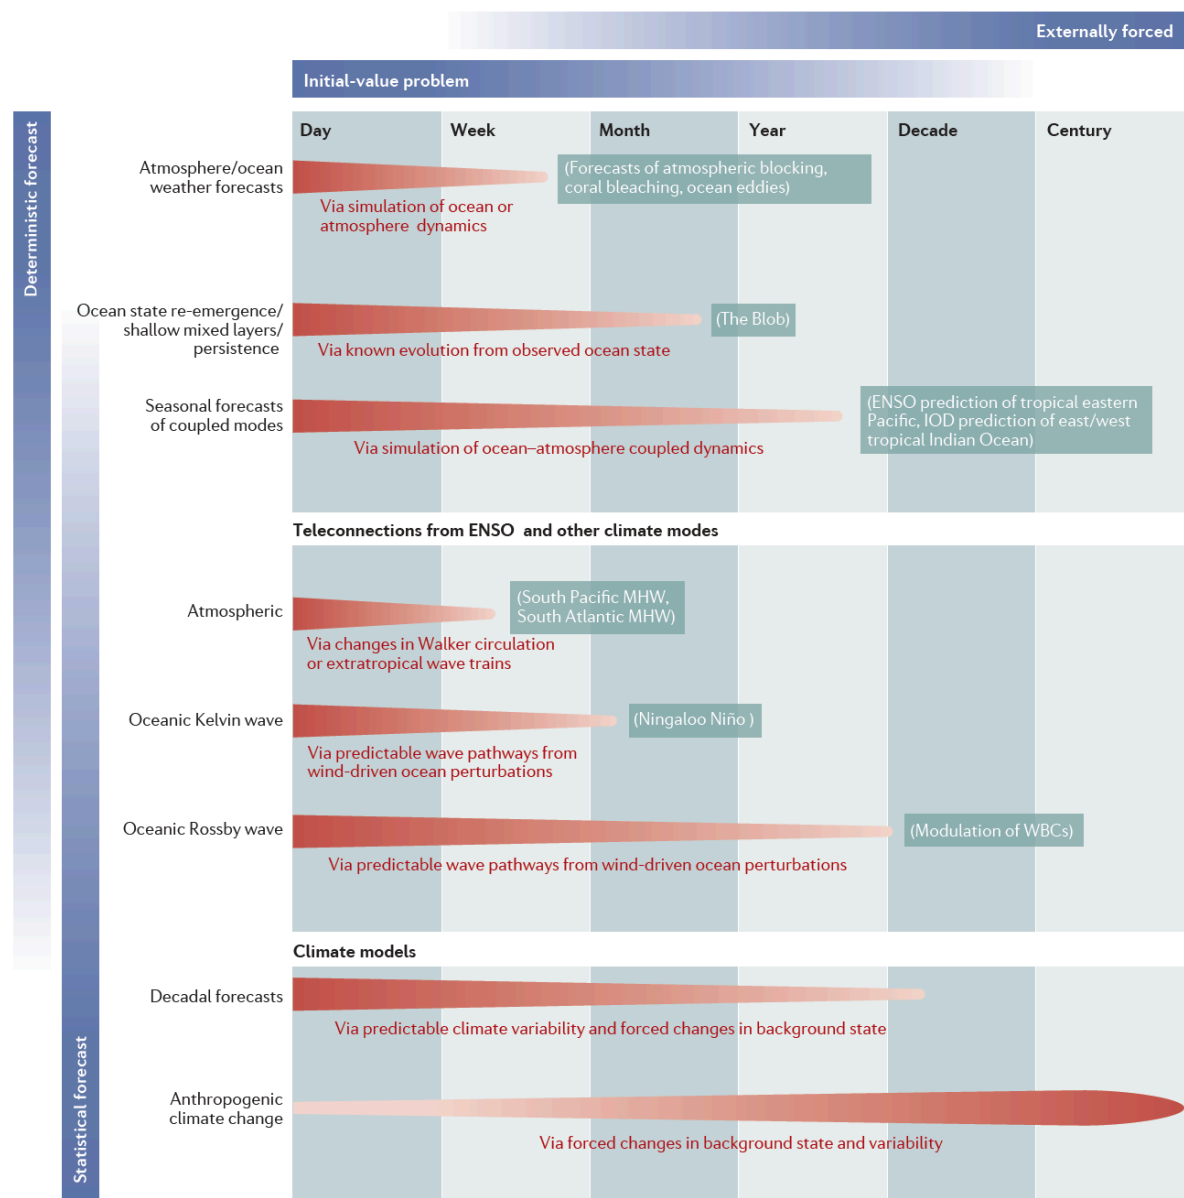 Externally forced
Initial-value problem
Deterministic forecast
Statistical forecast
Day
Week
Month
Year
Decade
Century
Atmosphere/ocean
weather forecasts
(Forecasts of atmospheric blocking,
coral bleaching, ocean eddies)
Via simulation of ocean or
atmosphere dynamics
Ocean state re-emergence/
shallow mixed layers/
persistence
(The Blob)
Via known evolution from observed ocean state
Seasonal forecasts
of coupled modes
(ENSO prediction of tropical eastern
Pacific, IOD prediction of east/west
tropical Indian Ocean)
Via simulation of ocean–atmosphere coupled dynamics
Teleconnections from ENSO and other climate modes
Atmospheric
(South Pacific MHW,
South Atlantic MHW)
Via changes in Walker circulation
or extratropical wave trains
Oceanic Kelvin wave
(Ningaloo Niño )
Via predictable wave pathways from
wind-driven ocean perturbations
Oceanic Rossby wave
(Modulation of WBCs)
Via predictable wave pathways from wind-driven ocean perturbations
Climate models
Decadal forecasts
Via predictable climate variability and forced changes in background state
Anthropogenic
climate change
Via forced changes in background state and variability